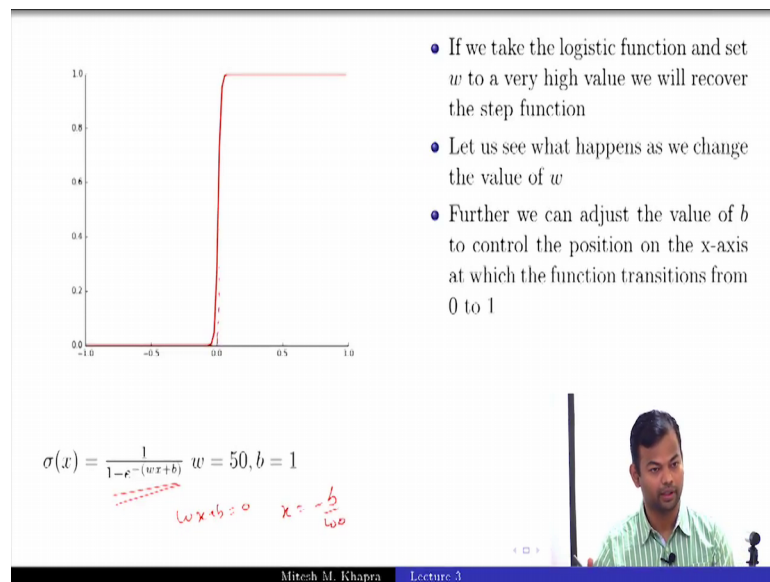 If we take the logistic function and set
w to a very high value we will recover
the step function
Let us see what happens as we change
the value of w
Further we can adjust the value of b
to control the position on the x-axis
at which the function transitions from
0 to 1
1.0
0.8
0.6
0.4
0.2
0.0
−1.0 −0.5 0.0 0.5 1.0
σ(x) = 1/(1−e^−(wx+b)) w = 50, b = 1
wx+b=0 x = -b/w
Mitesh M. Khapra Lecture 3